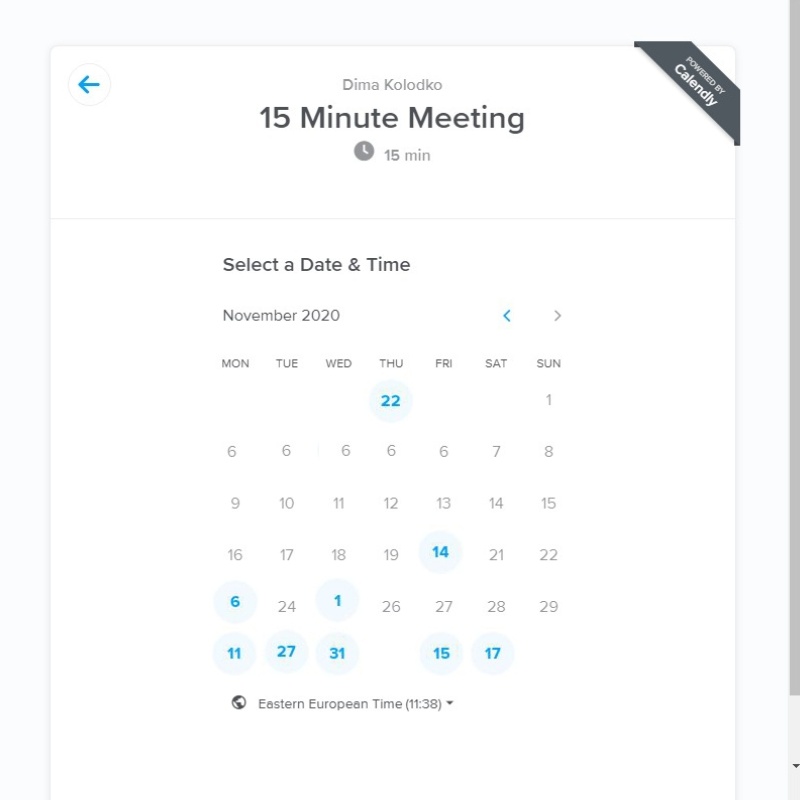 POWERED BY
Calendly
Dima Kolodko
15 Minute Meeting
15 min
Select a Date & Time
November 2020
MON TUE WED THU FRI SAT SUN
22 1
6 6 6 6 6 7 8
9 10 11 12 13 14 15
16 17 18 19 14 21 22
6 24 1 26 27 28 29
11 27 31 15 17
Eastern European Time (11:38)